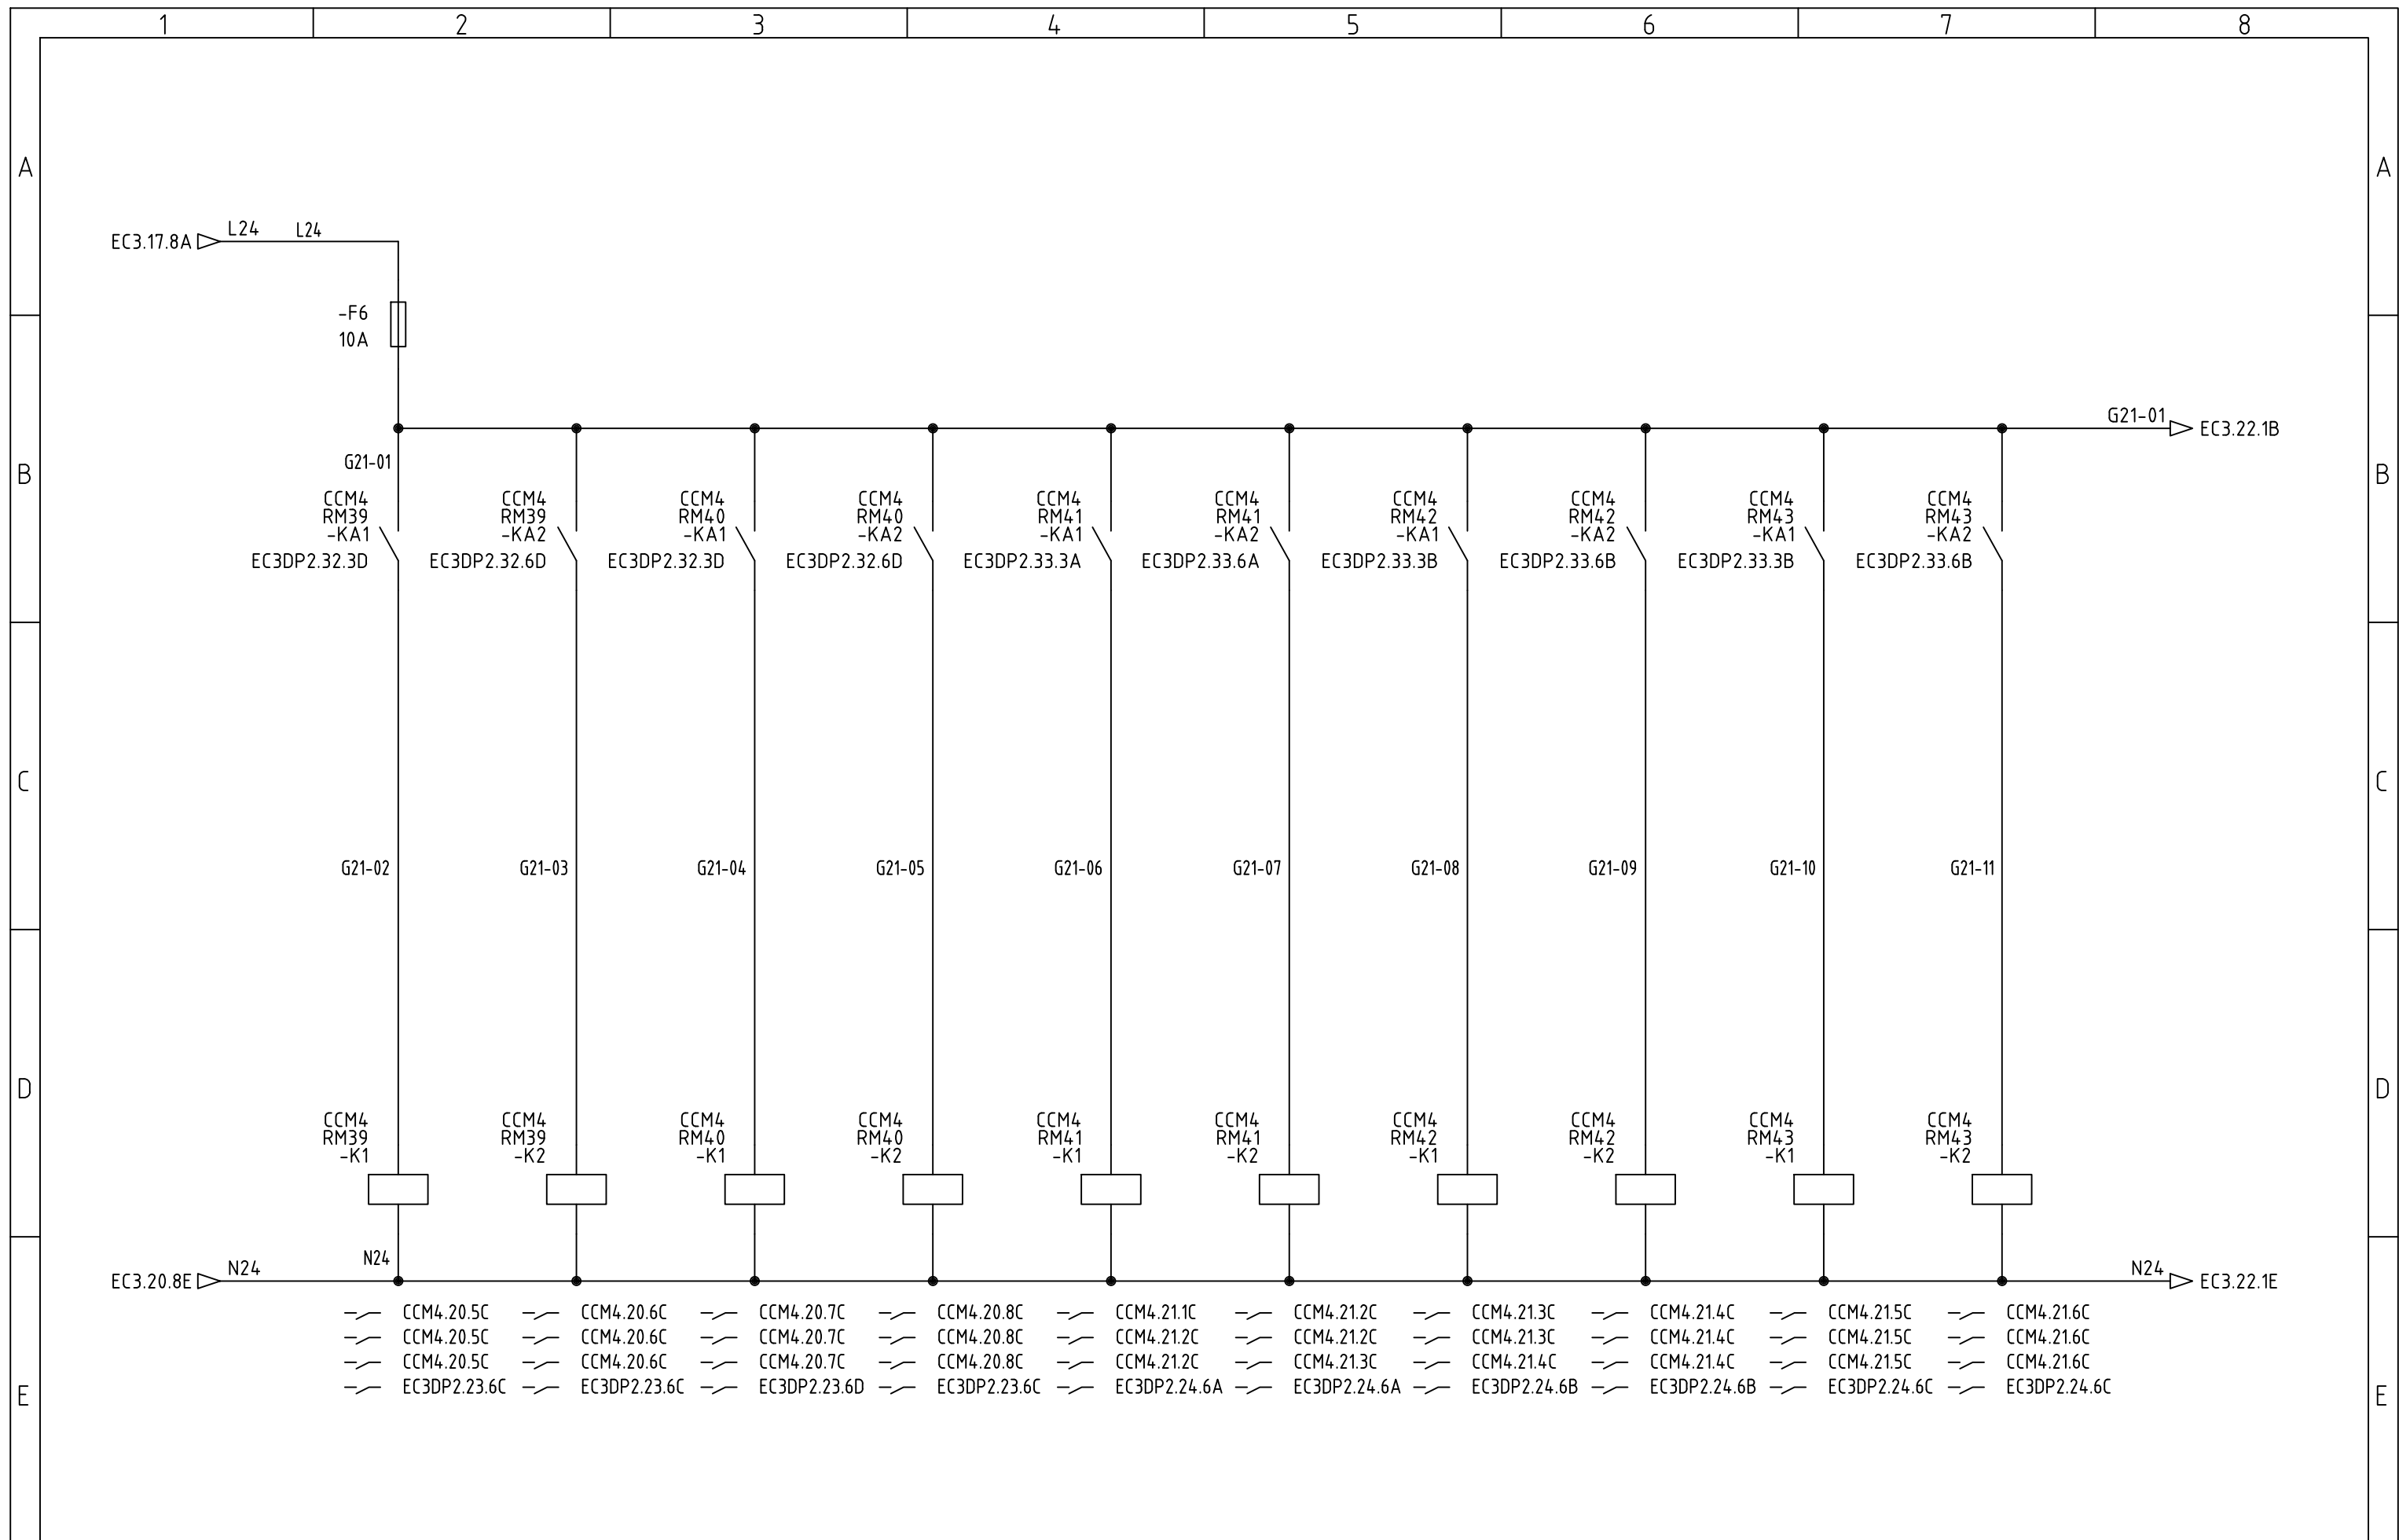 1 2 3 4 5 6 7 8
A A
EC3.17.8A L24 L24
-F6
10A
G21-01 EC3.22.1B
B B
G21-01
CCM4 CCM4 CCM4 CCM4 CCM4 CCM4 CCM4 CCM4 CCM4 CCM4
RM39 RM39 RM40 RM40 RM41 RM41 RM42 RM42 RM43 RM43
-KA1 -KA2 -KA1 -KA2 -KA1 -KA2 -KA1 -KA2 -KA1 -KA2
EC3DP2.32.3D EC3DP2.32.6D EC3DP2.32.3D EC3DP2.32.6D EC3DP2.33.3A EC3DP2.33.6A EC3DP2.33.3B EC3DP2.33.6B EC3DP2.33.3B EC3DP2.33.6B
C C
G21-02 G21-03 G21-04 G21-05 G21-06 G21-07 G21-08 G21-09 G21-10 G21-11
D D
CCM4 CCM4 CCM4 CCM4 CCM4 CCM4 CCM4 CCM4 CCM4 CCM4
RM39 RM39 RM40 RM40 RM41 RM41 RM42 RM42 RM43 RM43
-K1 -K2 -K1 -K2 -K1 -K2 -K1 -K2 -K1 -K2
N24
EC3.20.8E N24 N24 EC3.22.1E
CCM4.20.5C CCM4.20.6C CCM4.20.7C CCM4.20.8C CCM4.21.1C CCM4.21.2C CCM4.21.3C CCM4.21.4C CCM4.21.5C CCM4.21.6C
CCM4.20.5C CCM4.20.6C CCM4.20.7C CCM4.20.8C CCM4.21.2C CCM4.21.2C CCM4.21.3C CCM4.21.4C CCM4.21.5C CCM4.21.6C
CCM4.20.5C CCM4.20.6C CCM4.20.7C CCM4.20.8C CCM4.21.2C CCM4.21.3C CCM4.21.4C CCM4.21.4C CCM4.21.5C CCM4.21.6C
EC3DP2.23.6C EC3DP2.23.6C EC3DP2.23.6D EC3DP2.23.6C EC3DP2.24.6A EC3DP2.24.6A EC3DP2.24.6B EC3DP2.24.6B EC3DP2.24.6C EC3DP2.24.6C
E E